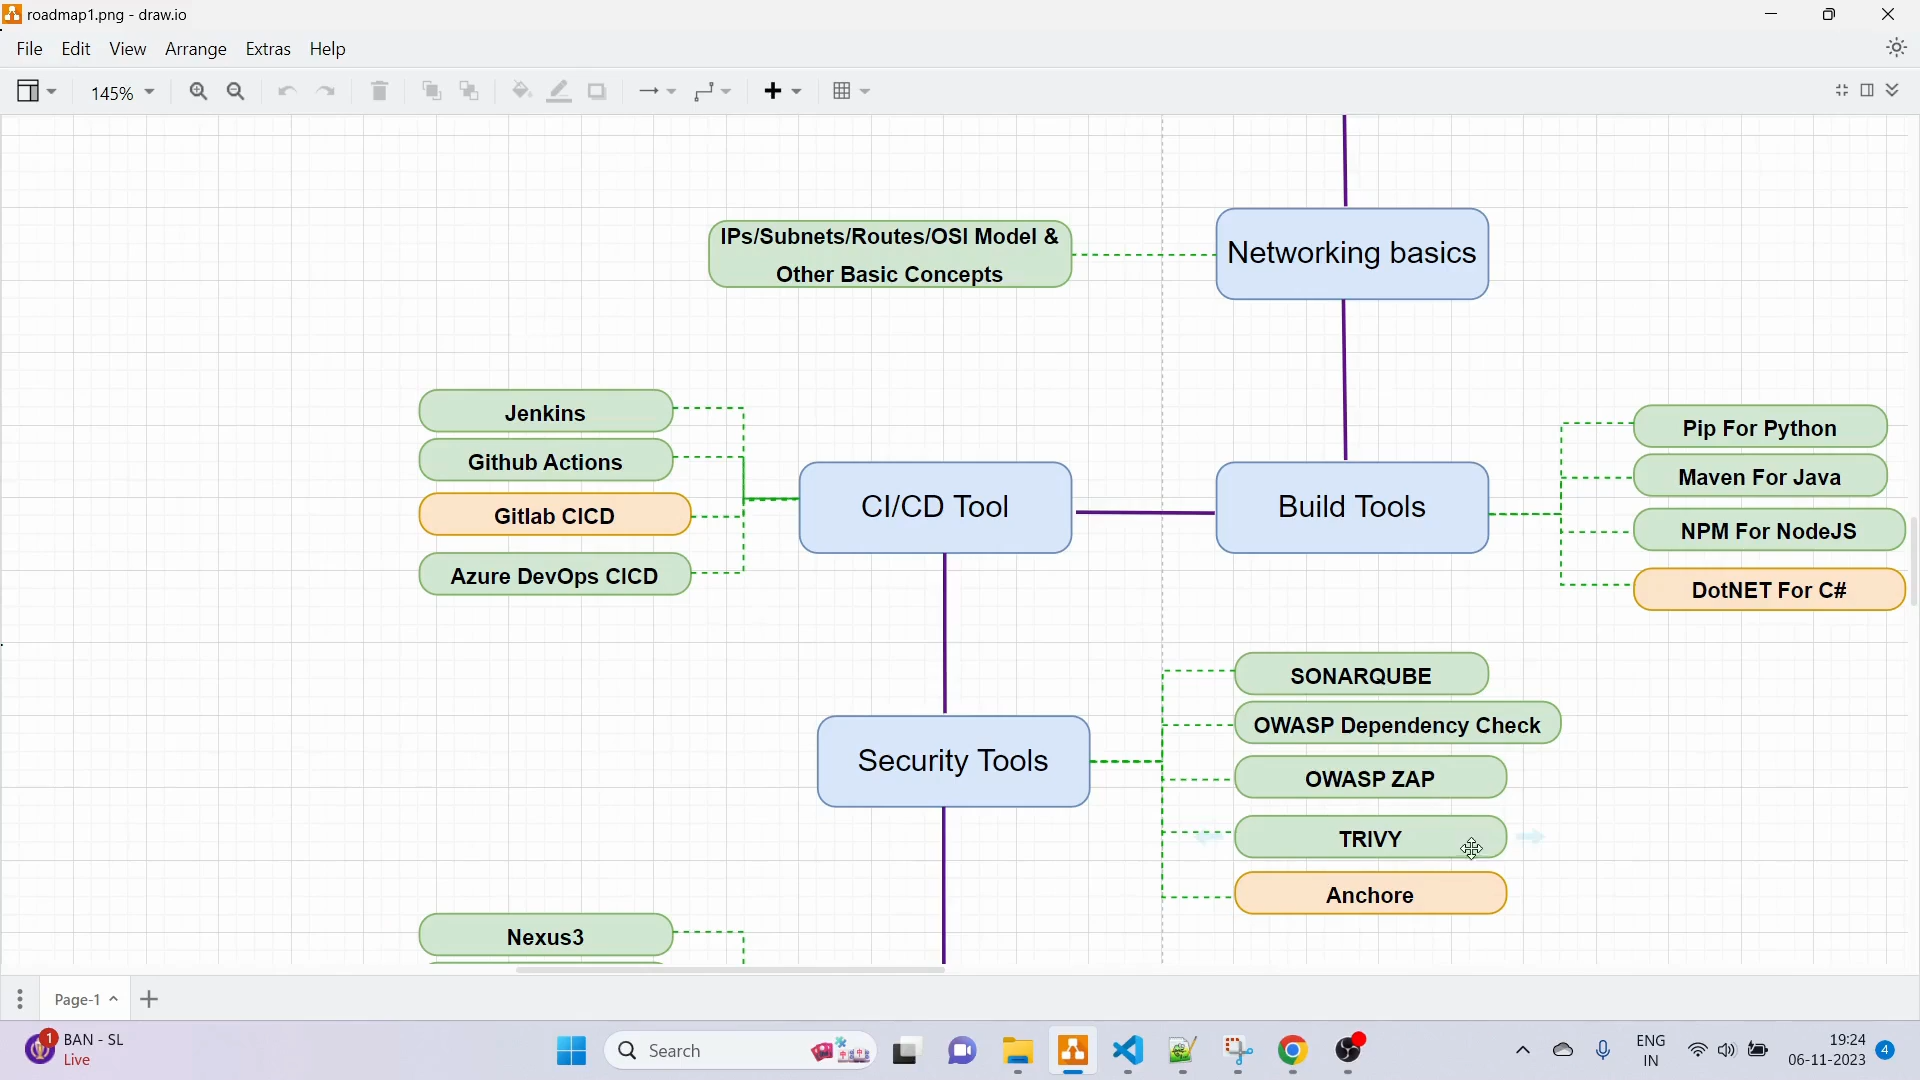 roadmap1.png - draw.io
File Edit View Arrange Extras Help
145%
IPs/Subnets/Routes/OSI Model &
Other Basic Concepts
Networking basics
Jenkins
Github Actions
Gitlab CICD
Azure DevOps CICD
CI/CD Tool
Build Tools
Pip For Python
Maven For Java
NPM For NodeJS
DotNET For C#
Security Tools
SONARQUBE
OWASP Dependency Check
OWASP ZAP
TRIVY
Anchore
Nexus3
Page-1
1
BAN - SL
Live
Search
ENG
IN
19:24
06-11-2023
4